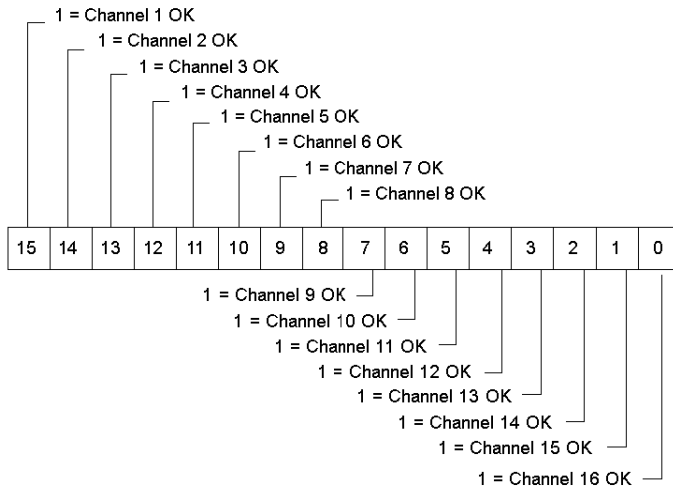 1 = Channel 1 OK
1 = Channel 2 OK
1 = Channel 3 OK
1 = Channel 4 OK
1 = Channel 5 OK
1 = Channel 6 OK
1 = Channel 7 OK
1 = Channel 8 OK
15 14 13 12 11 10 9 8 7 6 5 4 3 2 1 0
1 = Channel 9 OK
1 = Channel 10 OK
1 = Channel 11 OK
1 = Channel 12 OK
1 = Channel 13 OK
1 = Channel 14 OK
1 = Channel 15 OK
1 = Channel 16 OK